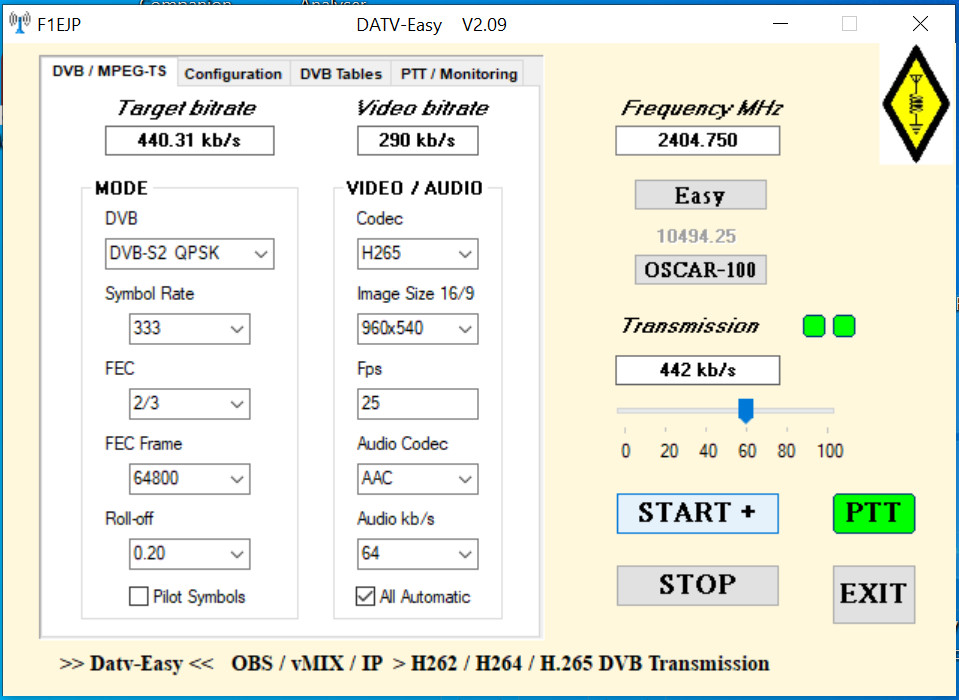 Companion Analyser
F1EJP DATV-Easy V2.09
DVB / MPEG-TS Configuration DVB Tables PTT / Monitoring
Target bitrate Video bitrate Frequency MHz
440.31 kb/s 290 kb/s 2404.750
MODE VIDEO / AUDIO
DVB Codec
DVB-S2 QPSK H265
Easy
10494.25
OSCAR-100
Symbol Rate Image Size 16/9
333 960x540
Transmission
442 kb/s
FEC Fps
2/3 25
0 20 40 60 80 100
FEC Frame Audio Codec
64800 AAC
START + PTT
Roll-off Audio kb/s
0.20 64
Pilot Symbols All Automatic
STOP EXIT
>> Datv-Easy << OBS / vMIX / IP > H262 / H264 / H.265 DVB Transmission